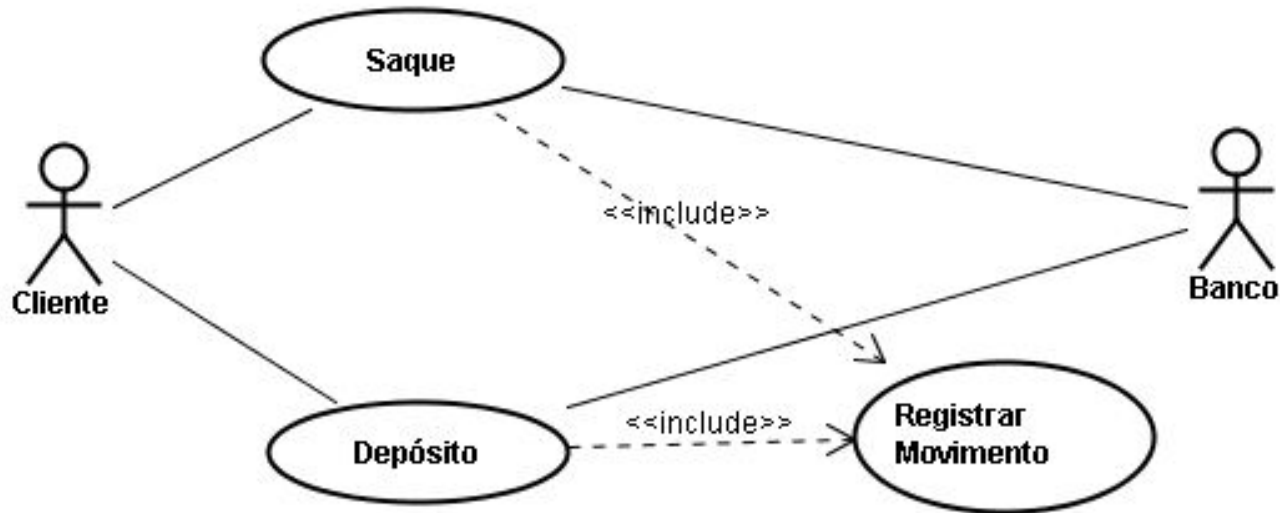 Saque
<<include>>
Cliente
Banco
<<include>>
Registrar
Movimento
Depósito